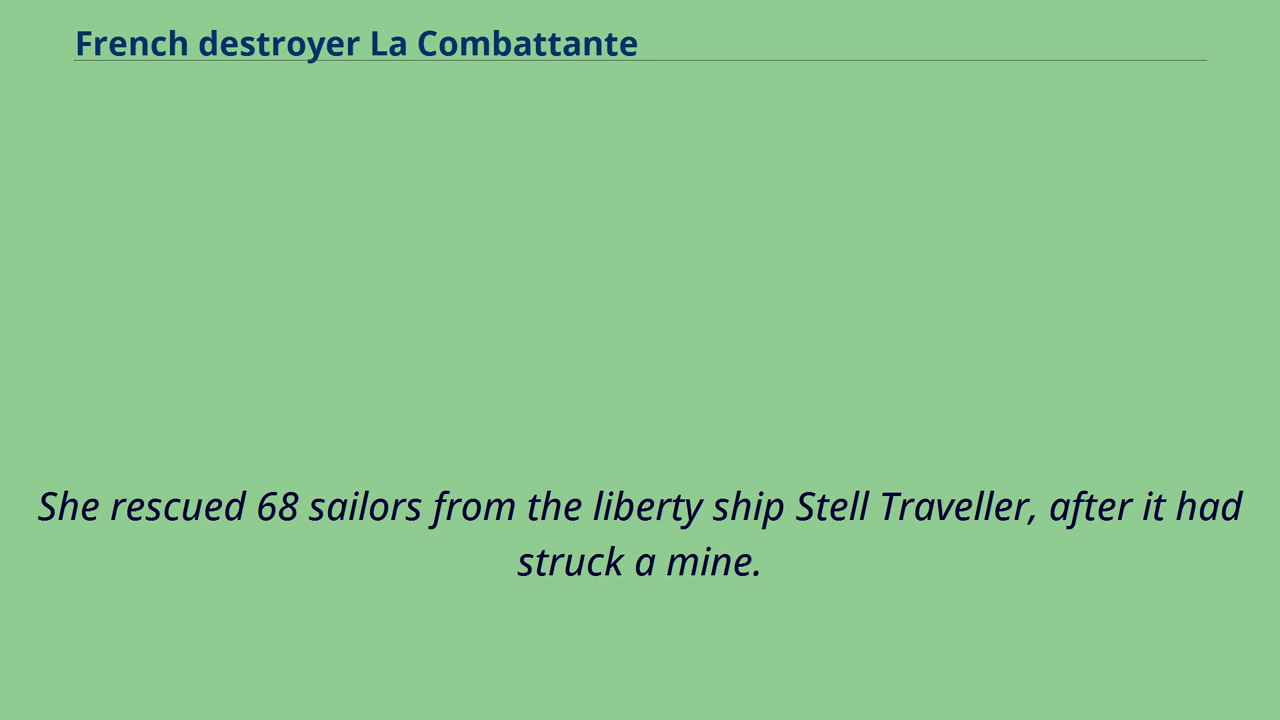 French destroyer La Combattante
She rescued 68 sailors from the liberty ship Stell Traveller, after it had
struck a mine.